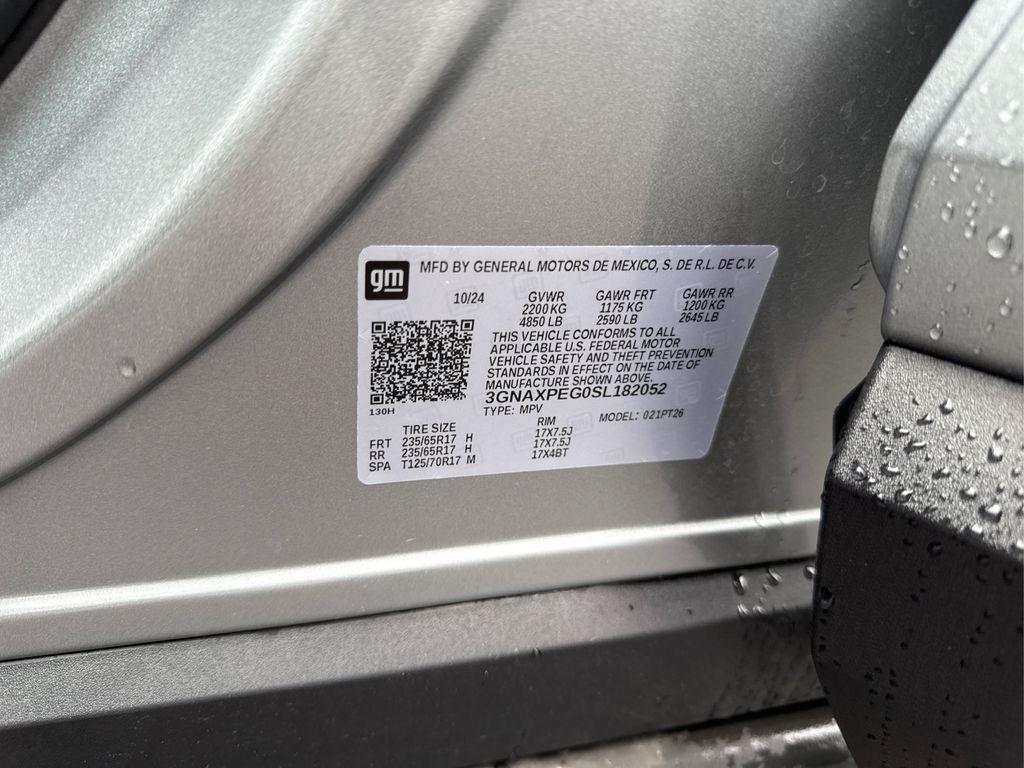 gm MFD BY GENERAL MOTORS DE MEXICO, S. DE R.L. DE C.V.
10/24 GVWR GAWR FRT GAWR RR
2200 KG 1175 KG 1200 KG
4850 LB 2590 LB 2645 LB
THIS VEHICLE CONFORMS TO ALL
APPLICABLE U.S. FEDERAL MOTOR
VEHICLE SAFETY AND THEFT PREVENTION
STANDARDS IN EFFECT ON THE DATE OF
MANUFACTURE SHOWN ABOVE.
3GNAXPEG0SL182052
130H TYPE: MPV MODEL: 021PT26
TIRE SIZE RIM
FRT 235/65R17 H 17X7.5J
RR 235/65R17 H 17X7.5J
SPA T125/70R17 M 17X4BT